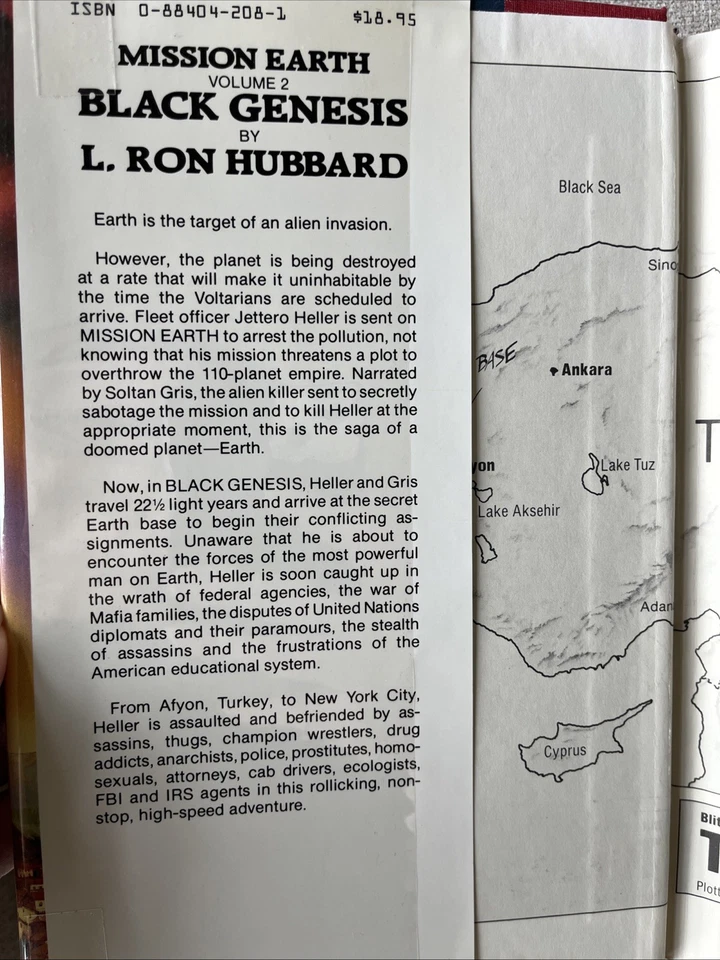 ISBN 0-88404-208-1 $18.95
MISSION EARTH
VOLUME 2
BLACK GENESIS
BY
L. RON HUBBARD
Earth is the target of an alien invasion.
However, the planet is being destroyed
at a rate that will make it uninhabitable by
the time the Voltarians are scheduled to
arrive. Fleet officer Jettero Heller is sent on
MISSION EARTH to arrest the pollution, not
knowing that his mission threatens a plot to
overthrow the 110-planet empire. Narrated
by Soltan Gris, the alien killer sent to secretly
sabotage the mission and to kill Heller at the
appropriate moment, this is the saga of a
doomed planet—Earth.
Now, in BLACK GENESIS, Heller and Gris
travel 22½ light years and arrive at the secret
Earth base to begin their conflicting as-
signments. Unaware that he is about to
encounter the forces of the most powerful
man on Earth, Heller is soon caught up in
the wrath of federal agencies, the war of
Mafia families, the disputes of United Nations
diplomats and their paramours, the stealth
of assassins and the frustrations of the
American educational system.
From Afyon, Turkey, to New York City,
Heller is assaulted and befriended by as-
sassins, thugs, champion wrestlers, drug
addicts, anarchists, police, prostitutes, homo-
sexuals, attorneys, cab drivers, ecologists,
FBI and IRS agents in this rollicking, non-
stop, high-speed adventure.
Black Sea
Sino
BASE
Ankara
yon
Lake Tuz
Lake Aksehir
Adan
Cyprus
T
Blit
T
Plott